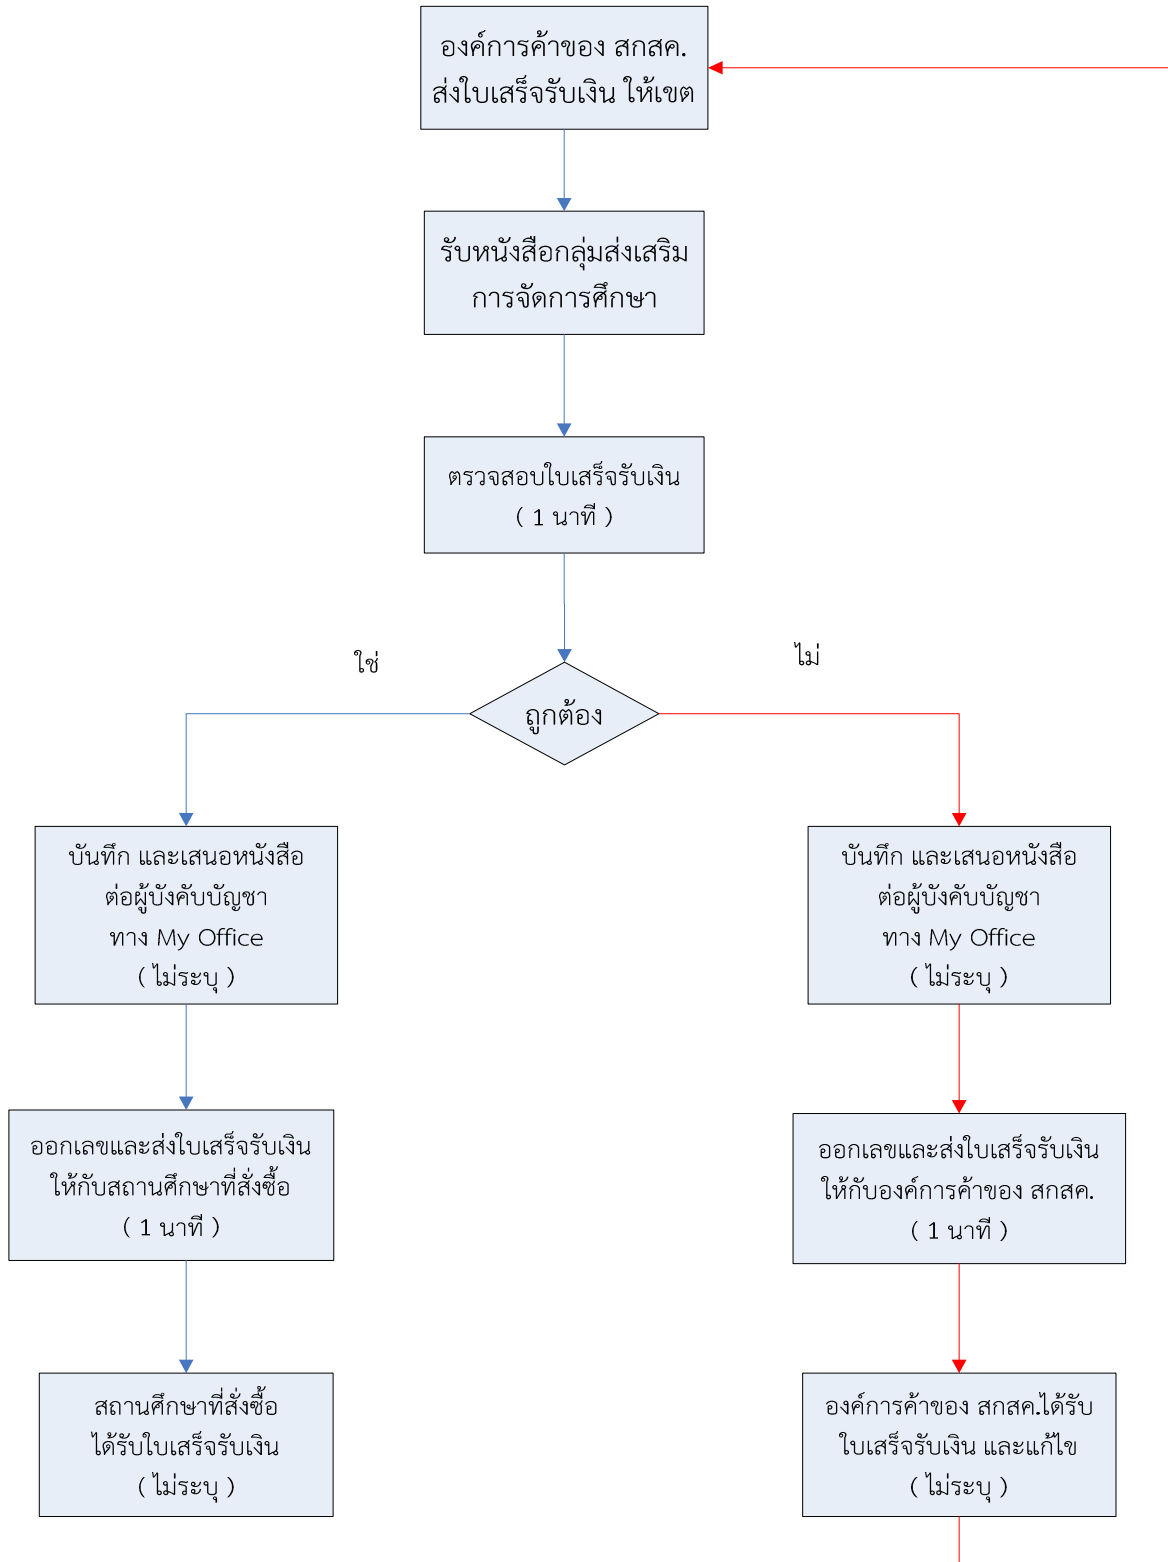 องค์การค้าของ สกสค.
ส่งใบเสร็จรับเงิน ให้เขต
รับหนังสือกลุ่มส่งเสริม
การจัดการศึกษา
ตรวจสอบใบเสร็จรับเงิน
( 1 นาที )
ใช่
ไม่
ถูกต้อง
บันทึก และเสนอหนังสือ
ต่อผู้บังคับบัญชา
ทาง My Office
( ไม่ระบุ )
ออกเลขและส่งใบเสร็จรับเงิน
ให้กับสถานศึกษาที่สั่งซื้อ
( 1 นาที )
สถานศึกษาที่สั่งซื้อ
ได้รับใบเสร็จรับเงิน
( ไม่ระบุ )
บันทึก และเสนอหนังสือ
ต่อผู้บังคับบัญชา
ทาง My Office
( ไม่ระบุ )
ออกเลขและส่งใบเสร็จรับเงิน
ให้กับองค์การค้าของ สกสค.
( 1 นาที )
องค์การค้าของ สกสค.ได้รับ
ใบเสร็จรับเงิน และแก้ไข
( ไม่ระบุ )